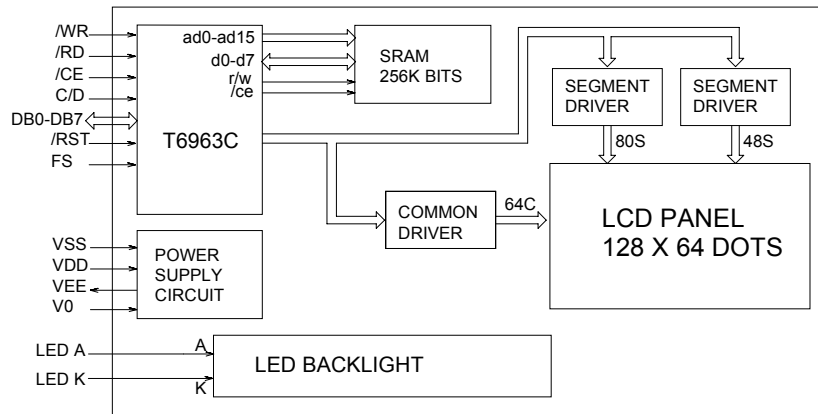 /WR
/RD
/CE
C/D
DB0-DB7
/RST
FS
ad0-ad15
d0-d7
r/w
/ce
T6963C
SRAM
256K BITS
SEGMENT
DRIVER
SEGMENT
DRIVER
80S
48S
COMMON
DRIVER
64C
LCD PANEL
128 X 64 DOTS
VSS
VDD
VEE
V0
POWER
SUPPLY
CIRCUIT
LED A
A
LED K
K
LED BACKLIGHT